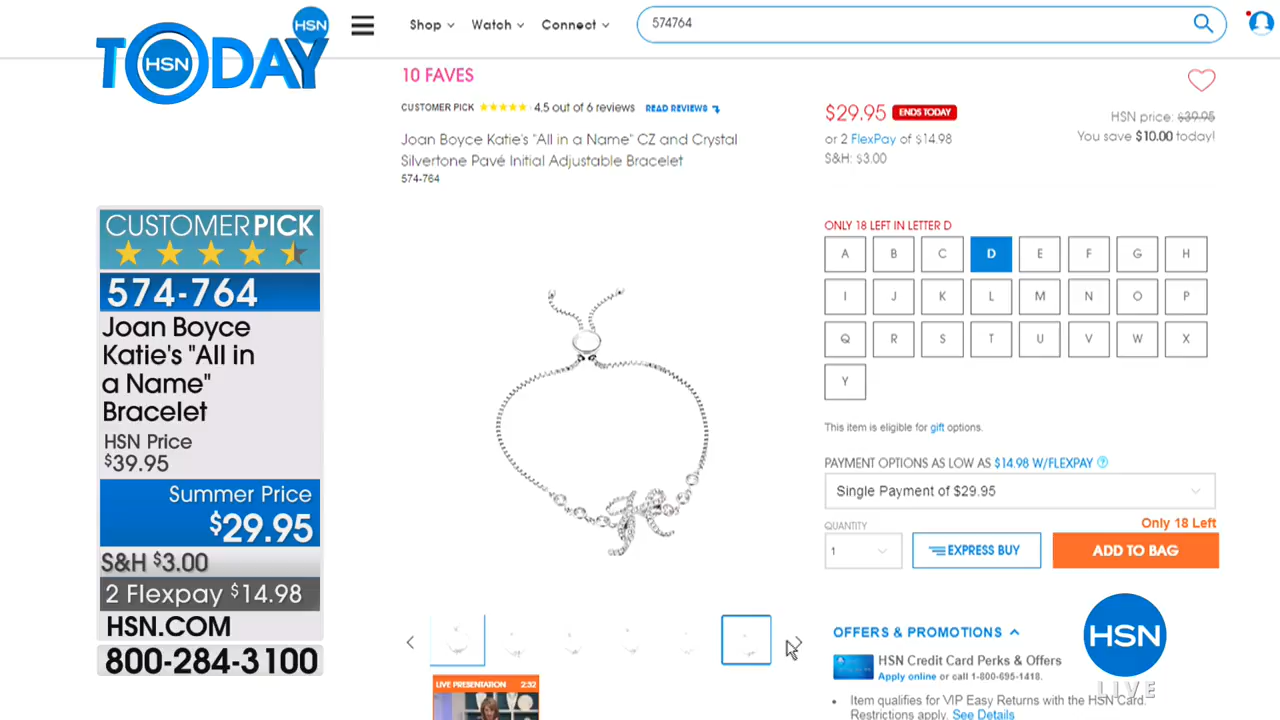 HSN
TODAY
HSN
Shop
Watch
Connect
574764
10 FAVES
CUSTOMER PICK ★★★★★ 4.5 out of 6 reviews READ REVIEWS
Joan Boyce Katie's "All in a Name" CZ and Crystal
Silvertone Pavé Initial Adjustable Bracelet
574-764
$29.95 ENDS TODAY
or 2 FlexPay of $14.98
S&H: $3.00
HSN price: $39.95
You save $10.00 today!
CUSTOMER PICK
574-764
Joan Boyce
Katie's "All in
a Name"
Bracelet
HSN Price
$39.95
Summer Price
$29.95
S&H $3.00
2 Flexpay $14.98
HSN.COM
800-284-3100
ONLY 18 LEFT IN LETTER D
A B C D E F G H
I J K L M N O P
Q R S T U V W X
Y
This item is eligible for gift options.
PAYMENT OPTIONS AS LOW AS $14.98 W/FLEXPAY ?
Single Payment of $29.95
QUANTITY
Only 18 Left
1
EXPRESS BUY
ADD TO BAG
OFFERS & PROMOTIONS
HSN Credit Card Perks & Offers
Apply online or call 1-800-695-1418.
• Item qualifies for VIP Easy Returns with the HSN Card.
Restrictions apply. See Details
HSN
LIVE
LIVE PRESENTATION 2:32